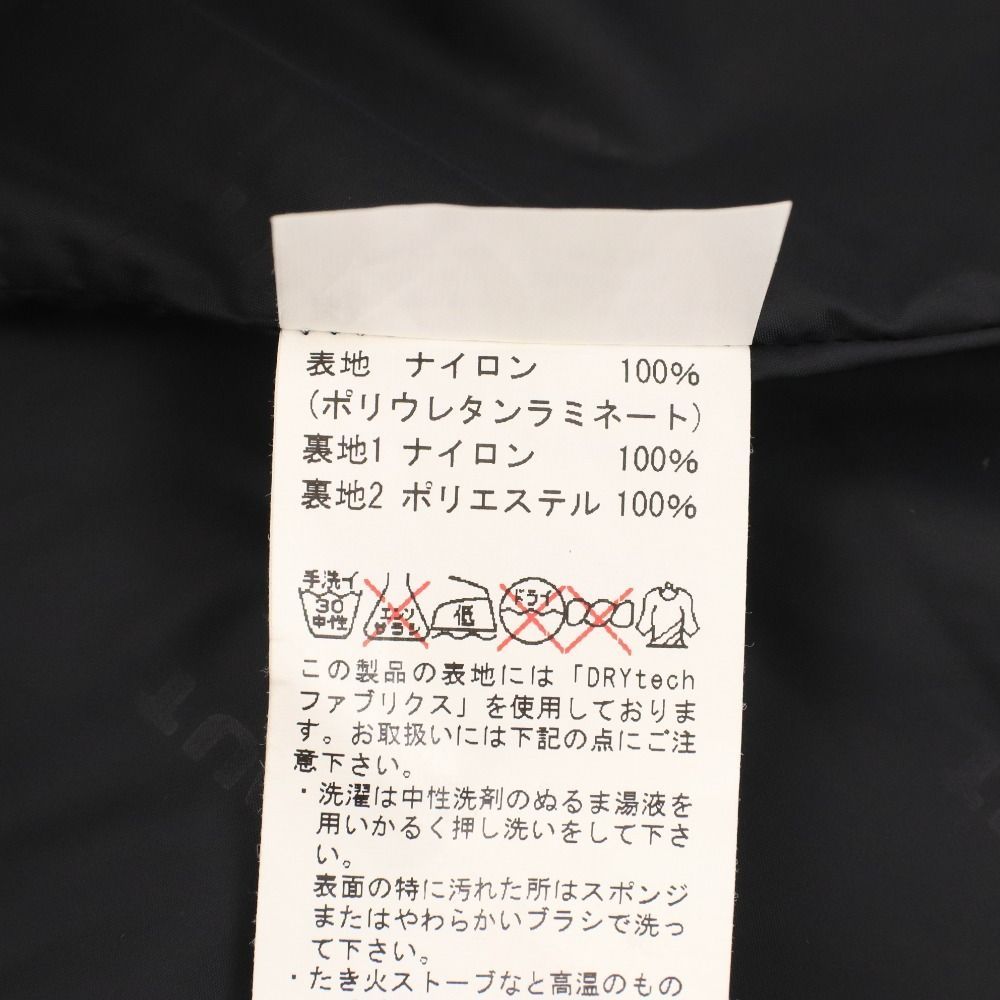 表地 ナイロン 100%
(ポリウレタンラミネート)
裏地1 ナイロン 100%
裏地2 ポリエステル 100%
手洗イ
30
中性
エンソ
サラシ
低
ドライ
この製品の表地には「DRYtech
ファブリクス」を使用しておりま
す。お取扱いには下記の点にご注
意下さい。
・洗濯は中性洗剤のぬるま湯液を
用いかるく押し洗いをして下さ
い。
表面の特に汚れた所はスポンジ
またはやわらかいブラシで洗っ
て下さい。
・たき火ストーブなと高温のもの